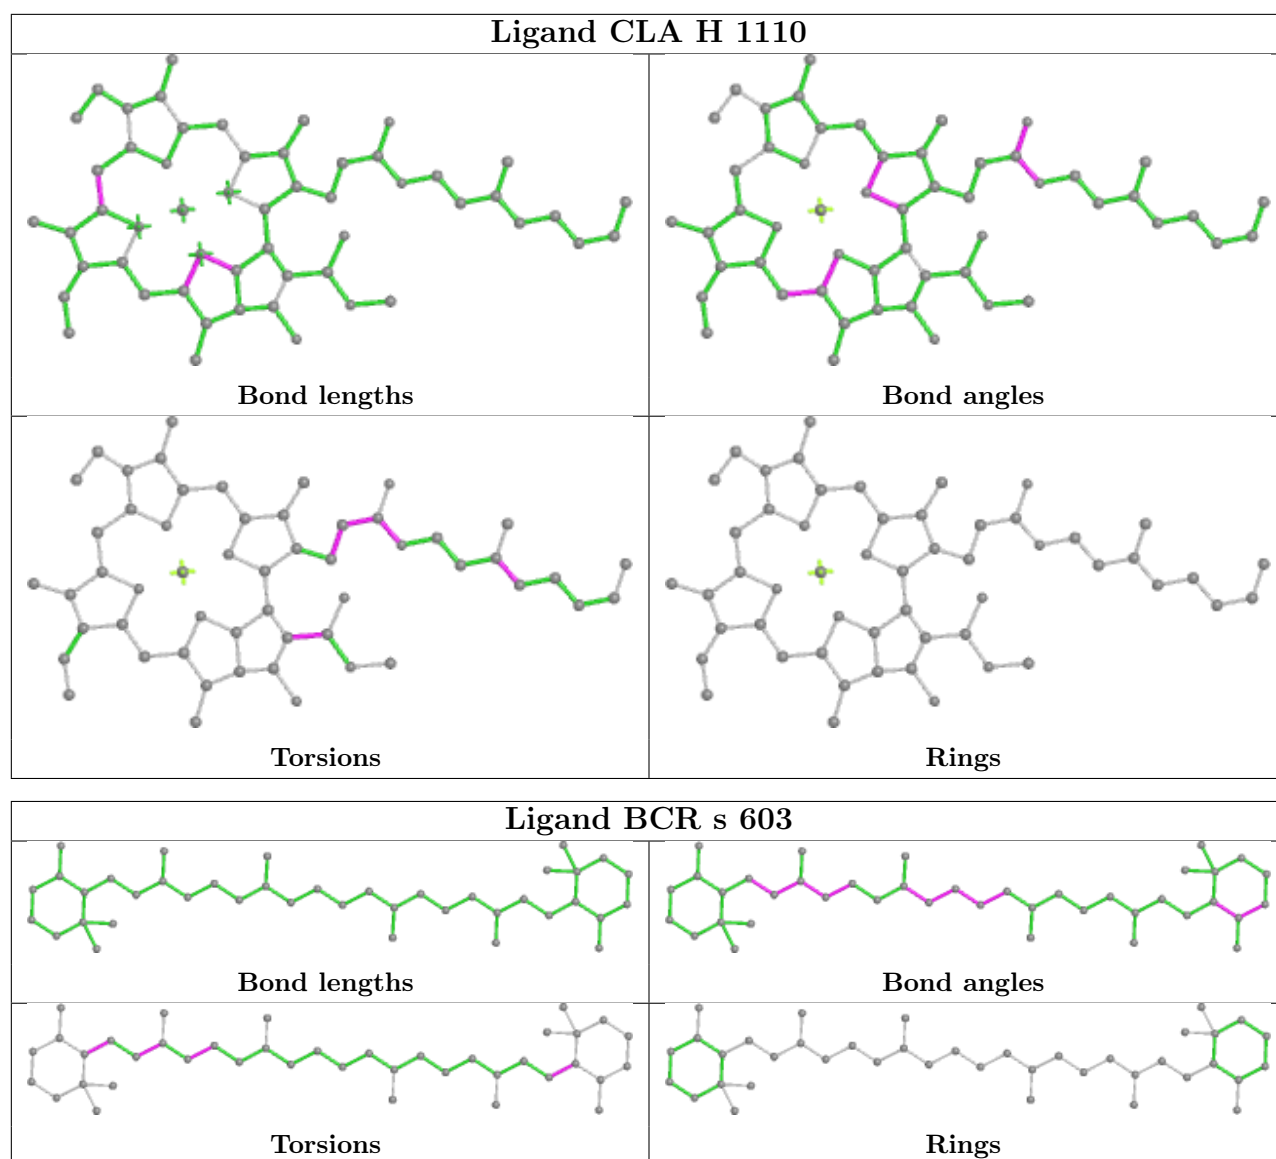 Ligand CLA H 1110
Bond lengths
Bond angles
Torsions
Rings
Ligand BCR s 603
Bond lengths
Bond angles
Torsions
Rings